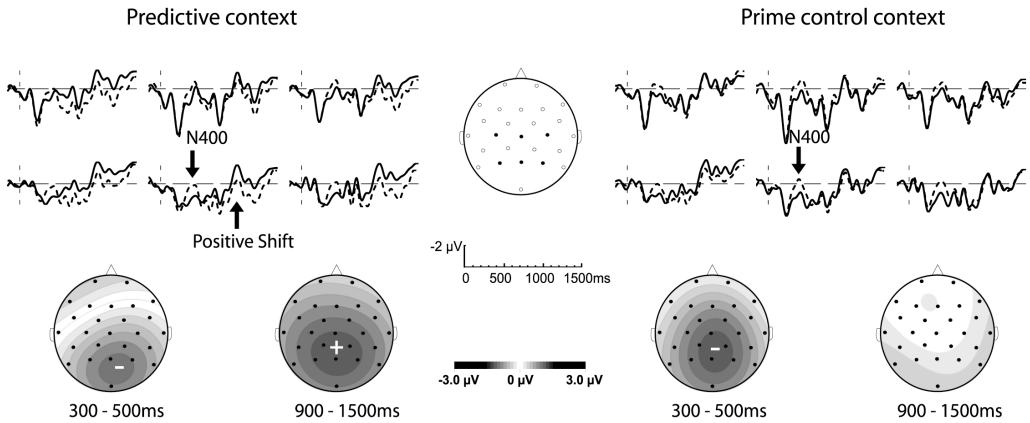 Predictive context
Prime control context
N400
N400
Positive Shift
-2 µV
0 500 1000 1500ms
-3.0 µV 0 µV 3.0 µV
300 - 500ms
900 - 1500ms
300 - 500ms
900 - 1500ms